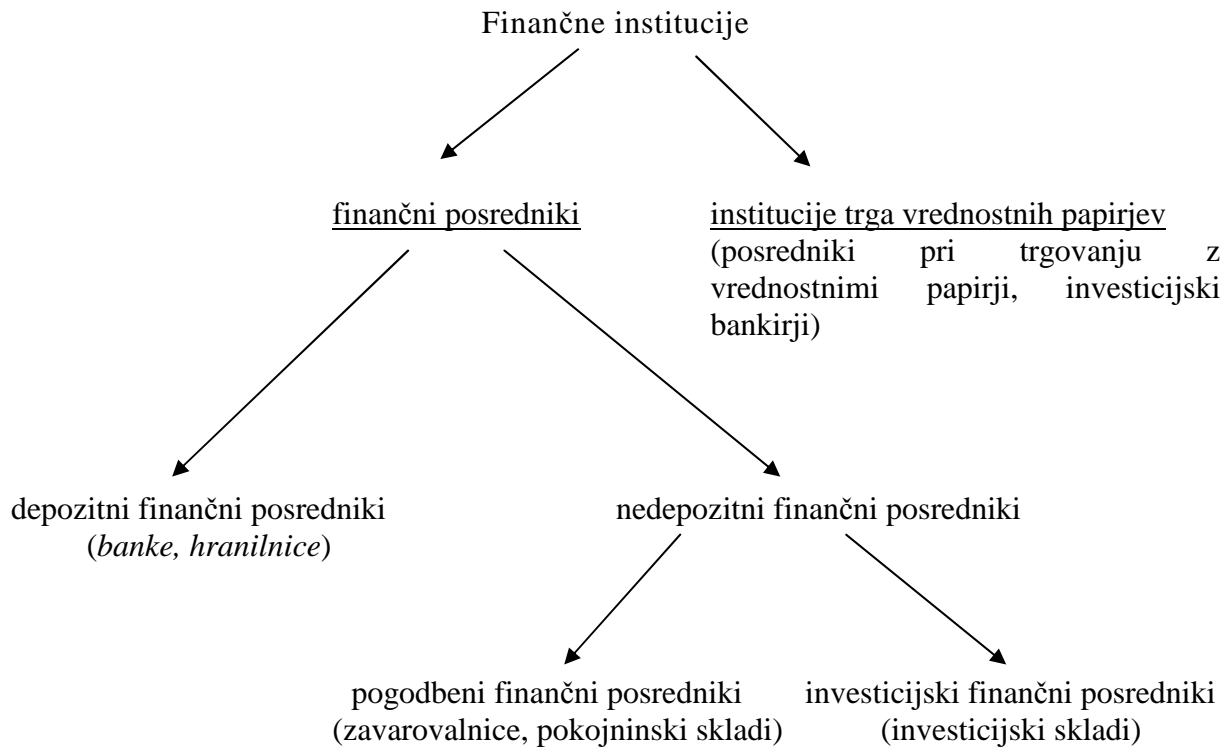 Finančne institucije
finančni posredniki
institucije trga vrednostnih papirjev
(posredniki pri trgovanju z
vrednostnimi papirji, investicijski
bankirji)
depozitni finančni posredniki
(banke, hranilnice)
nedepozitni finančni posredniki
pogodbeni finančni posredniki
(zavarovalnice, pokojninski skladi)
investicijski finančni posredniki
(investicijski skladi)